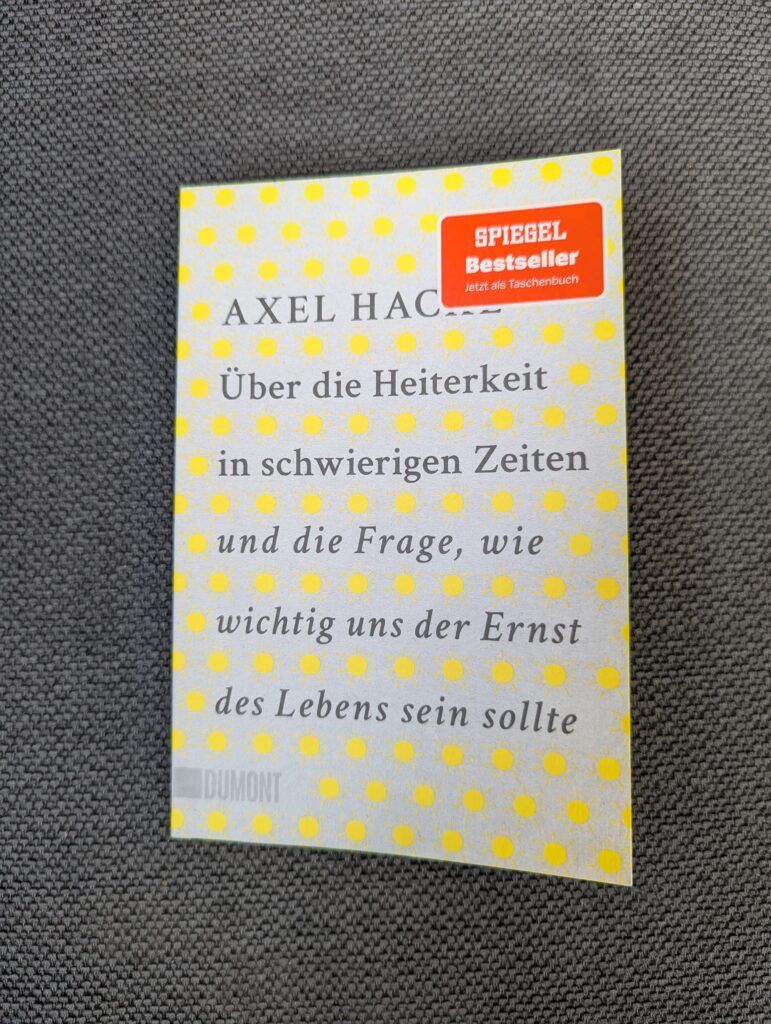 SPIEGEL
Bestseller
Jetzt als Taschenbuch
AXEL
Über die Heiterkeit
in schwierigen Zeiten
und die Frage, wie
wichtig uns der Ernst
des Lebens sein sollte
DUMONT